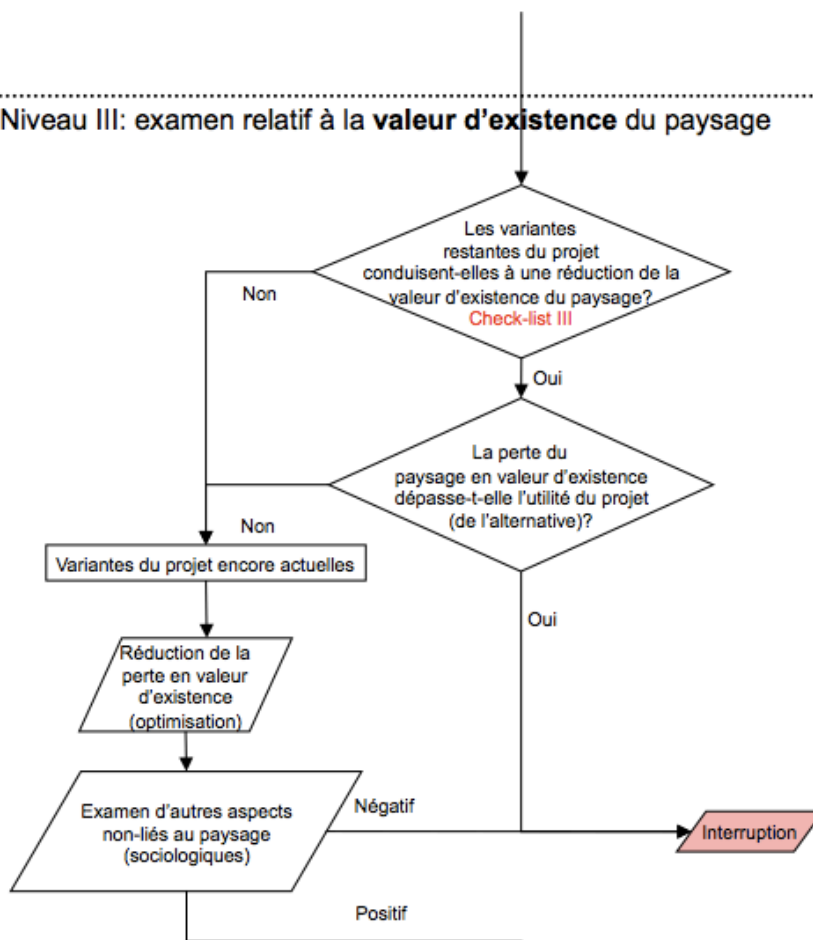 Niveau III: examen relatif à la valeur d'existence du paysage
Les variantes
restantes du projet
conduisent-elles à une réduction de la
valeur d'existence du paysage?
Check-list III
Non
Oui
La perte du
paysage en valeur d'existence
dépasse-t-elle l'utilité du projet
(de l'alternative)?
Non
Variantes du projet encore actuelles
Oui
Réduction de la
perte en valeur
d'existence
(optimisation)
Examen d'autres aspects
non-liés au paysage
(sociologiques)
Négatif
Interruption
Positif